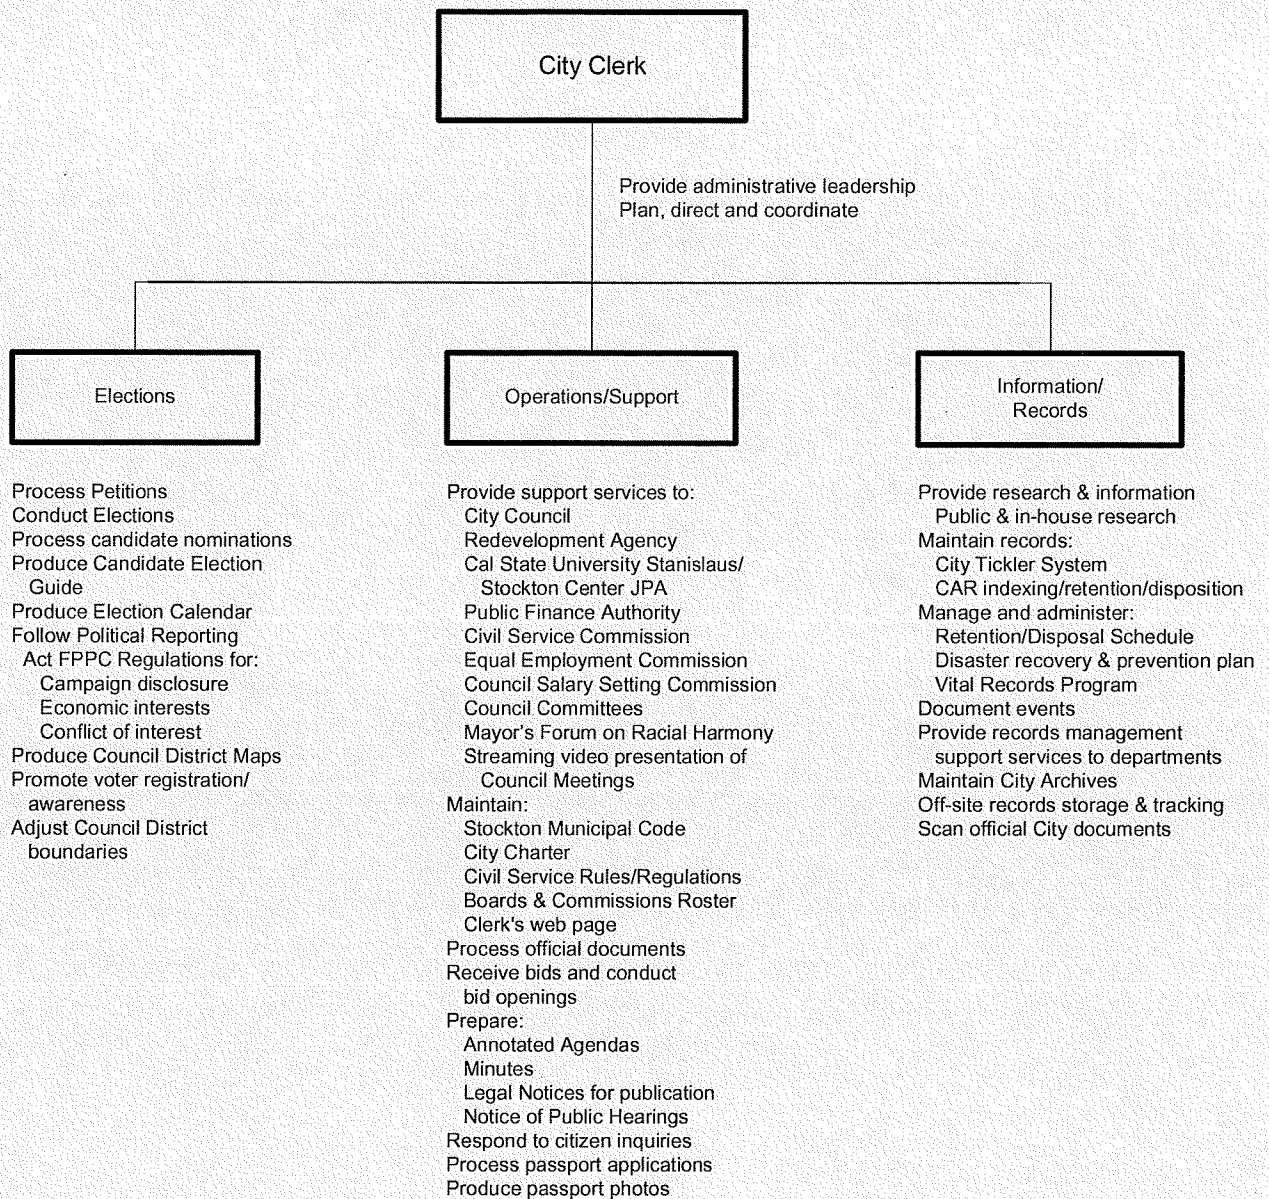 City Clerk
Provide administrative leadership
Plan, direct and coordinate
Elections
Process Petitions
Conduct Elections
Process candidate nominations
Produce Candidate Election
Guide
Produce Election Calendar
Follow Political Reporting
Act FPPC Regulations for:
Campaign disclosure
Economic interests
Conflict of interest
Produce Council District Maps
Promote voter registration/
awareness
Adjust Council District
boundaries
Operations/Support
Provide support services to:
City Council
Redevelopment Agency
Cal State University Stanislaus/
Stockton Center JPA
Public Finance Authority
Civil Service Commission
Equal Employment Commission
Council Salary Setting Commission
Council Committees
Mayor's Forum on Racial Harmony
Streaming video presentation of
Council Meetings
Maintain:
Stockton Municipal Code
City Charter
Civil Service Rules/Regulations
Boards & Commissions Roster
Clerk's web page
Process official documents
Receive bids and conduct
bid openings
Prepare:
Annotated Agendas
Minutes
Legal Notices for publication
Notice of Public Hearings
Respond to citizen inquiries
Process passport applications
Produce passport photos
Information/
Records
Provide research & information
Public & in-house research
Maintain records:
City Tickler System
CAR indexing/retention/disposition
Manage and administer:
Retention/Disposal Schedule
Disaster recovery & prevention plan
Vital Records Program
Document events
Provide records management
support services to departments
Maintain City Archives
Off-site records storage & tracking
Scan official City documents